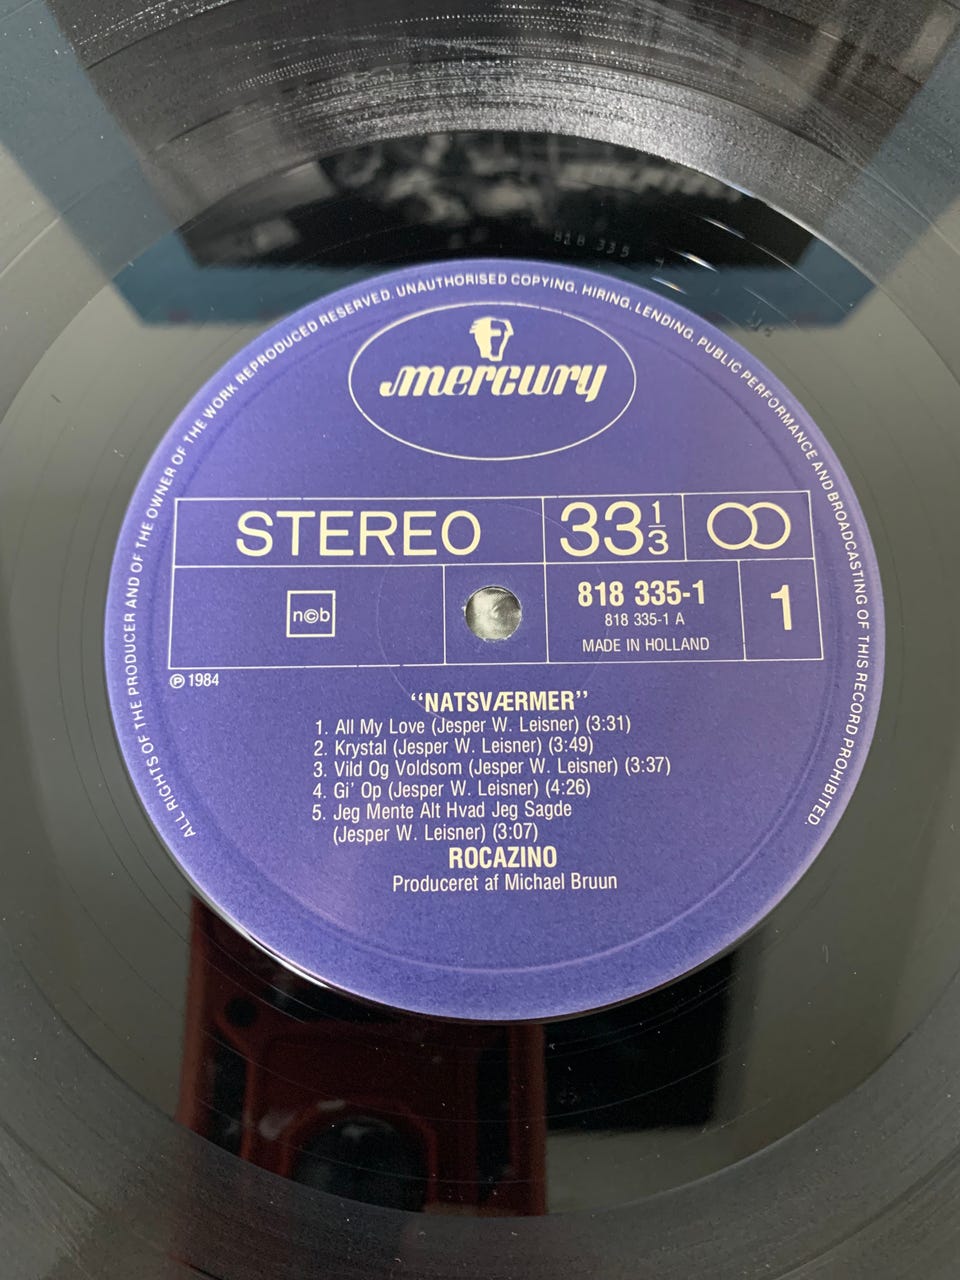 818 335
ALL RIGHTS OF THE PRODUCER AND OF THE OWNER OF THE WORK REPRODUCED RESERVED. UNAUTHORISED COPYING, HIRING, LENDING, PUBLIC PERFORMANCE AND BROADCASTING OF THIS RECORD PROHIBITED.
mercury
STEREO
33 1/3
n©b
818 335-1
818 335-1 A
MADE IN HOLLAND
1
℗ 1984
“NATSVÆRMER”
1. All My Love (Jesper W. Leisner) (3:31)
2. Krystal (Jesper W. Leisner) (3:49)
3. Vild Og Voldsom (Jesper W. Leisner) (3:37)
4. Gi' Op (Jesper W. Leisner) (4:26)
5. Jeg Mente Alt Hvad Jeg Sagde
(Jesper W. Leisner) (3:07)
ROCAZINO
Produceret af Michael Bruun